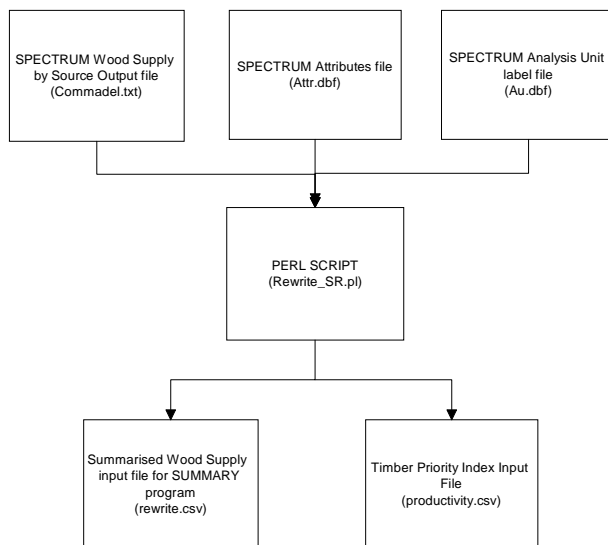 SPECTRUM Wood Supply
by Source Output file
(Commadel.txt)
SPECTRUM Attributes file
(Attr.dbf)
SPECTRUM Analysis Unit
label file
(Au.dbf)
PERL SCRIPT
(Rewrite_SR.pl)
Summarised Wood Supply
input file for SUMMARY
program
(rewrite.csv)
Timber Priority Index Input
File
(productivity.csv)